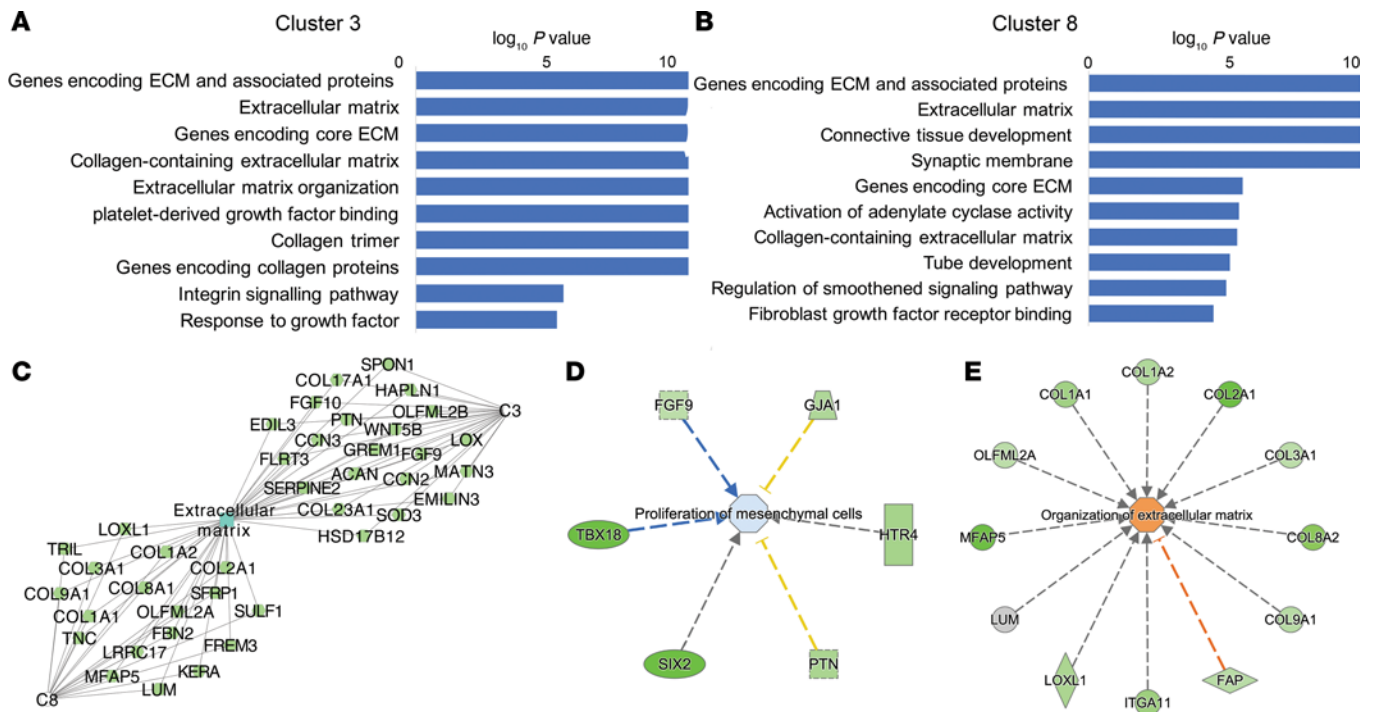 A
Cluster 3
log10 P value
0 5 10
Genes encoding ECM and associated proteins
Extracellular matrix
Genes encoding core ECM
Collagen-containing extracellular matrix
Extracellular matrix organization
platelet-derived growth factor binding
Collagen trimer
Genes encoding collagen proteins
Integrin signalling pathway
Response to growth factor
B
Cluster 8
log10 P value
0 5 10
Genes encoding ECM and associated proteins
Extracellular matrix
Connective tissue development
Synaptic membrane
Genes encoding core ECM
Activation of adenylate cyclase activity
Collagen-containing extracellular matrix
Tube development
Regulation of smoothened signaling pathway
Fibroblast growth factor receptor binding
C
SPON1
COL17A1
HAPLN1
FGF10
OLFML2B
C3
EDIL3
PTN
WNT5B
CCN3
LOX
GREM1
FGF9
FLRT3
ACAN
CCN2
MATN3
SERPINE2
EMILIN3
COL23A1
SOD3
Extracellular
matrix
HSD17B12
LOXL1
TRIL
COL1A2
COL3A1
COL2A1
COL9A1
COL8A1
SFRP1
COL1A1
OLFML2A
SULF1
TNC
FBN2
LRRC17
FREM3
MFAP5
KERA
C8
LUM
D
FGF9
GJA1
Proliferation of mesenchymal cells
TBX18
HTR4
SIX2
PTN
E
COL1A2
COL1A1
COL2A1
OLFML2A
COL3A1
Organization of extracellular matrix
MFAP5
COL8A2
LUM
COL9A1
LOXL1
FAP
ITGA11